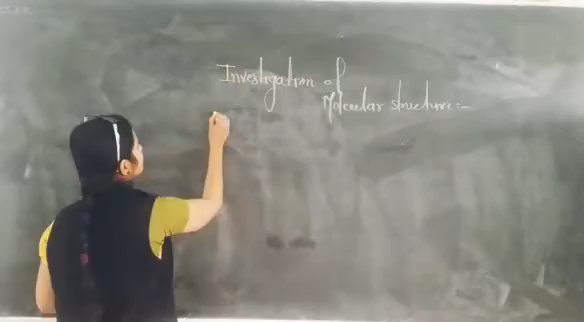 Investigation of
Molecular structure :-